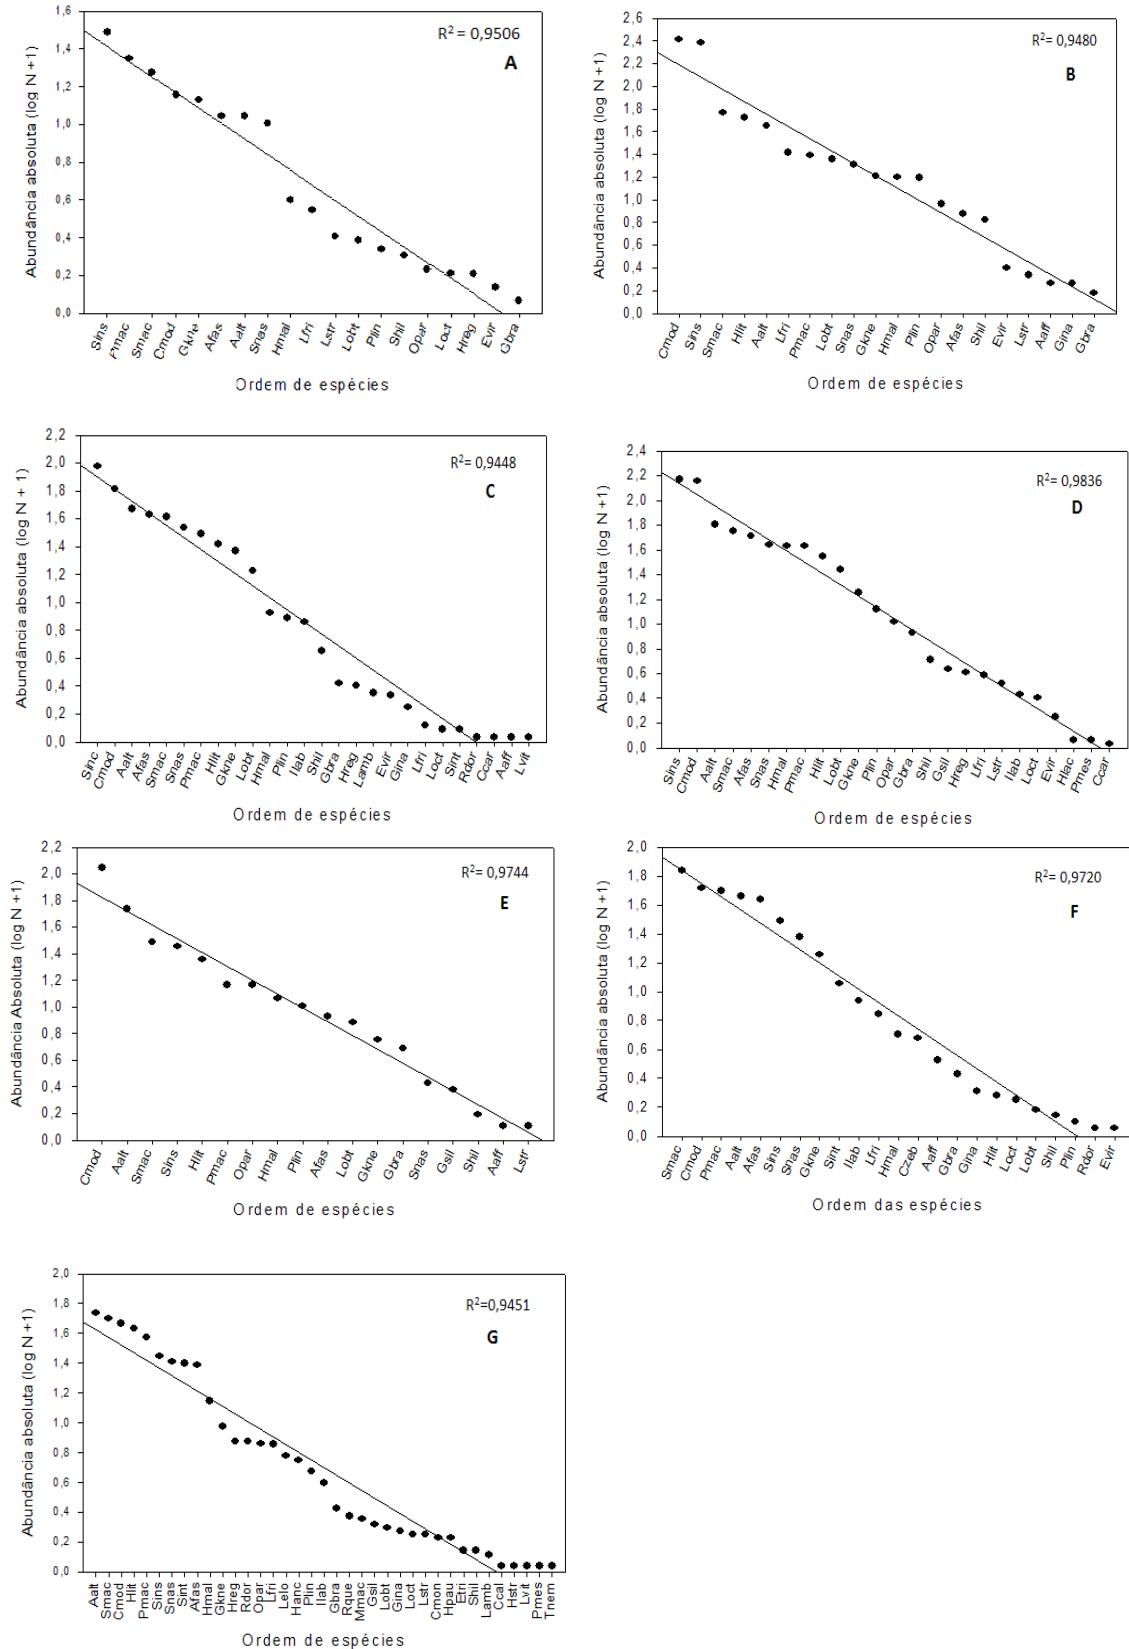 1,6
1,4
1,2
1,0
0,8
0,6
0,4
0,2
0,0
Abundância absoluta (log N +1)
R² = 0,9506
A
Sins Pmac Smac Cmod Gkne Afas Aalt Snas Hmal Lfri Lstr Lobt Plin Shil Opar Loct Hreg Evir Gbra
Ordem de espécies
2,6
2,4
2,2
2,0
1,8
1,6
1,4
1,2
1,0
0,8
0,6
0,4
0,2
0,0
Abundância absoluta (log N +1)
R² = 0,9480
B
Cmod Sins Smac Hlit Aalt Lfri Pmac Lobt Snas Gkne Hmal Plin Opar Afas Shil Evir Lstr Aaff Gina Gbra
Ordem de espécies
2,2
2,0
1,8
1,6
1,4
1,2
1,0
0,8
0,6
0,4
0,2
0,0
Abundância absoluta (log N + 1)
R²= 0,9448
C
Sinc Cmod Aalt Afas Smac Snas Pmac Hlit Gkne Lobt Hmal Plin Ilab Shil Gbra Hreg Lamb Evir Gina Lfri Loct Sint Rdor Ccar Aaff Lvit
Ordem de espécies
2,4
2,2
2,0
1,8
1,6
1,4
1,2
1,0
0,8
0,6
0,4
0,2
0,0
Abundância absoluta (log N +1)
R²= 0,9836
D
Sins Cmod Aalt Smac Afas Snas Hmal Pmac Hlit Lobt Gkne Plin Opar Gbra Shil Gsil Hreg Lfri Lstr Ilab Loct Evir Hlac Pmes Ccar
Ordem de espécies
2,2
2,0
1,8
1,6
1,4
1,2
1,0
0,8
0,6
0,4
0,2
0,0
Abundância Absoluta (log N +1)
R²= 0,9744
E
Cmod Aalt Smac Sins Hlit Pmac Opar Hmal Plin Afas Lobt Gkne Gbra Snas Gsil Shil Aaff Lstr
Ordem de espécies
2,0
1,8
1,6
1,4
1,2
1,0
0,8
0,6
0,4
0,2
0,0
Abundância absoluta (log N +1)
R²= 0,9720
F
Smac Cmod Pmac Aalt Afas Sins Snas Gkne Sint Ilab Lfri Hmal Czeb Aaff Gbra Gina Hlit Loct Lobt Shil Plin Rdor Evir
Ordem das espécies
2,0
1,8
1,6
1,4
1,2
1,0
0,8
0,6
0,4
0,2
0,0
Abundância absoluta (log N +1)
R²=0,9451
G
Aalt Smac Cmod Hlit Pmac Sins Snas Sint Afas Hmal Gkne Hreg Rdor Opar Lfri Lelo Hanc Plin Ilab Gbra Rque Mmac Gsil Lobt Gina Loct Lstr Cmon Hpau Etri Shil Lamb Ccal Hstr Lvit Pmes Tnem
Ordem de espécies